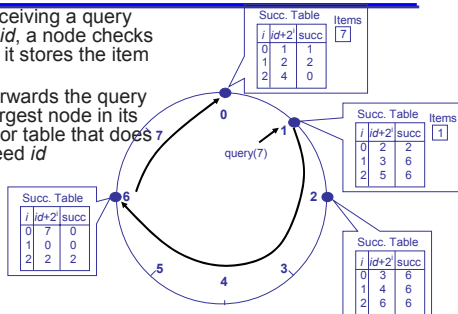 ceiving a query
id, a node checks
it stores the item
rwards the query
rgest node in its
or table that does
eed id
Succ. Table
i id+2^i succ
0 1 1
1 2 2
2 4 0
Items
7
Succ. Table
i id+2^i succ
0 2 2
1 3 6
2 5 6
Items
1
query(7)
0
1
2
3
4
5
6
7
Succ. Table
i id+2^i succ
0 7 0
1 0 0
2 2 2
Succ. Table
i id+2^i succ
0 3 6
1 4 6
2 6 6